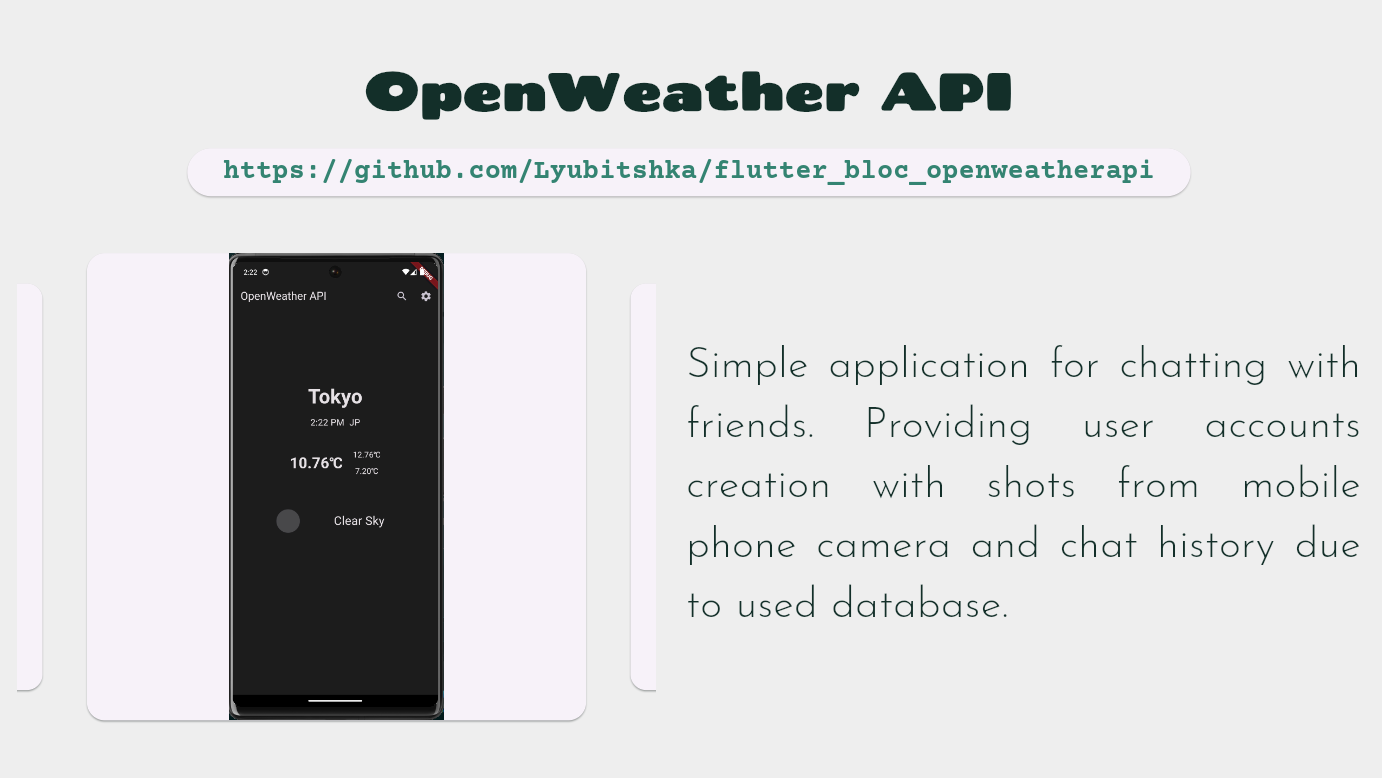 OpenWeather API
https://github.com/Lyubitshka/flutter_bloc_openweatherapi
2:22
OpenWeather API
Tokyo
2:22 PM JP
10.76℃
12.76℃
7.20℃
Clear Sky
Simple application for chatting with
friends. Providing user accounts
creation with shots from mobile
phone camera and chat history due
to used database.